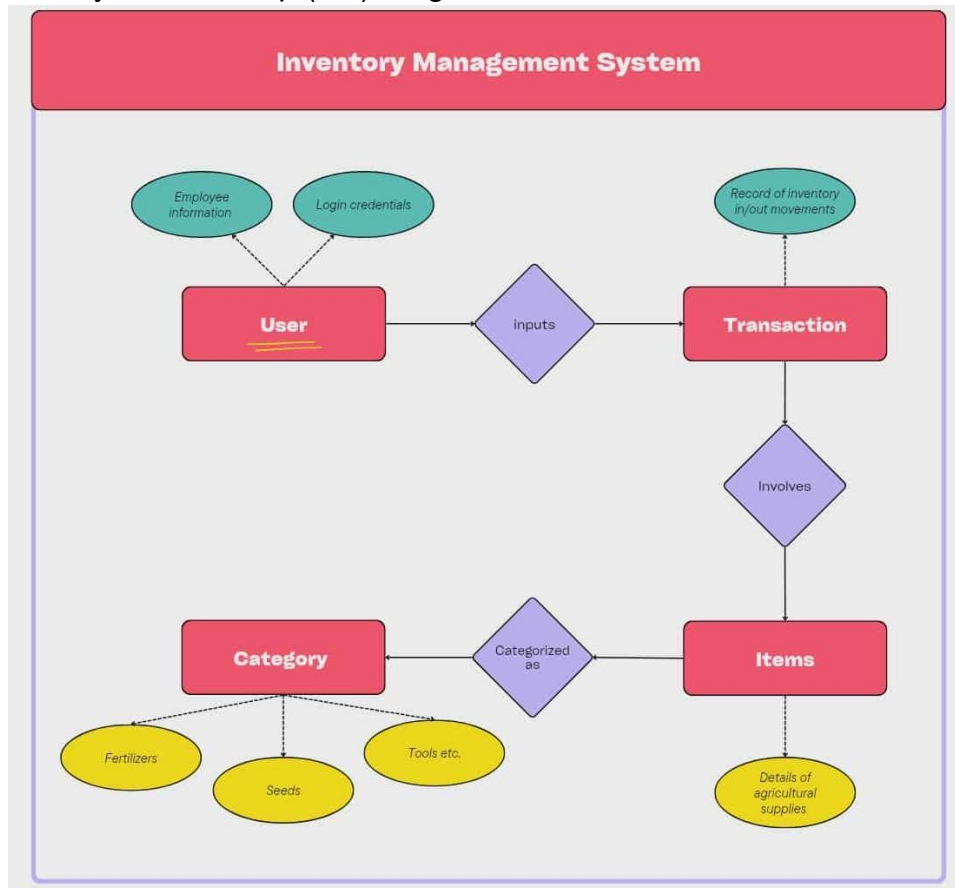 Inventory Management System
Employee
information
Login credentials
Record of inventory
in/out movements
User
inputs
Transaction
Involves
Category
Categorized
as
Items
Fertilizers
Seeds
Tools etc.
Details of
agricultural
supplies